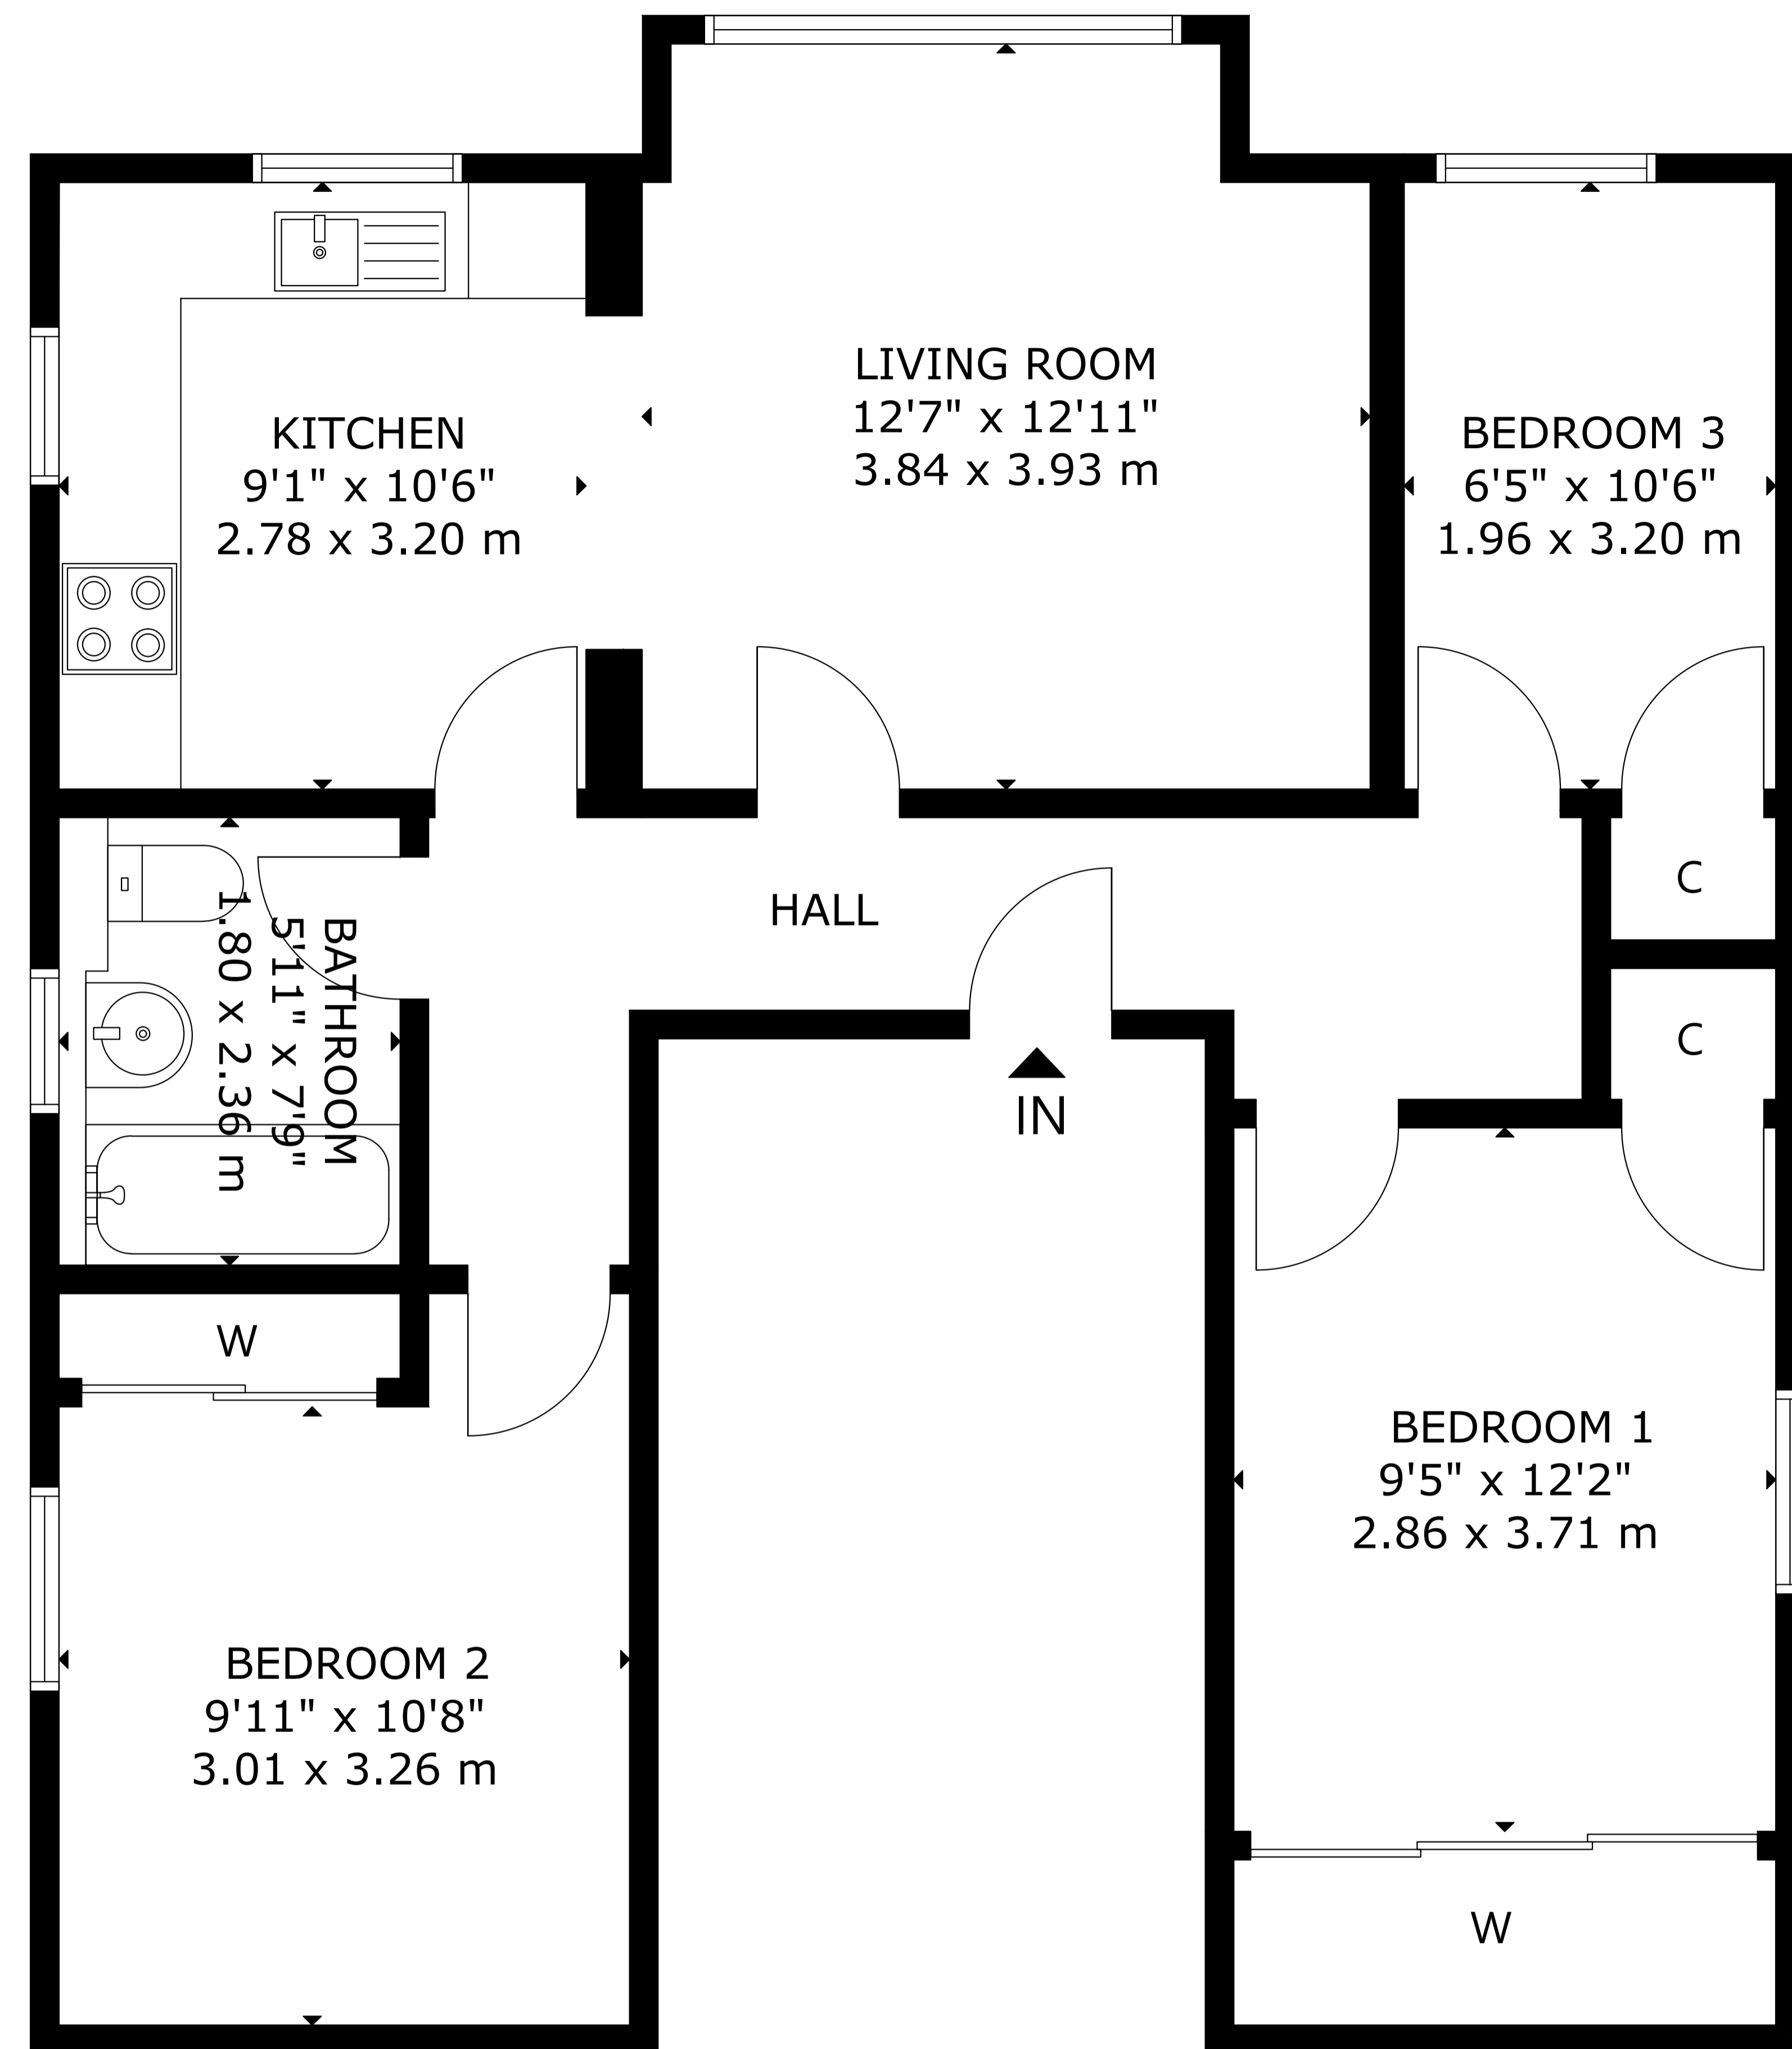 LIVING ROOM
12'7" x 12'11"
3.84 x 3.93 m
KITCHEN
9'1" x 10'6"
2.78 x 3.20 m
BEDROOM 3
6'5" x 10'6"
1.96 x 3.20 m
HALL
C
BATHROOM
5'11" x 7'9"
1.80 x 2.36 m
C
IN
W
BEDROOM 1
9'5" x 12'2"
2.86 x 3.71 m
BEDROOM 2
9'11" x 10'8"
3.01 x 3.26 m
W